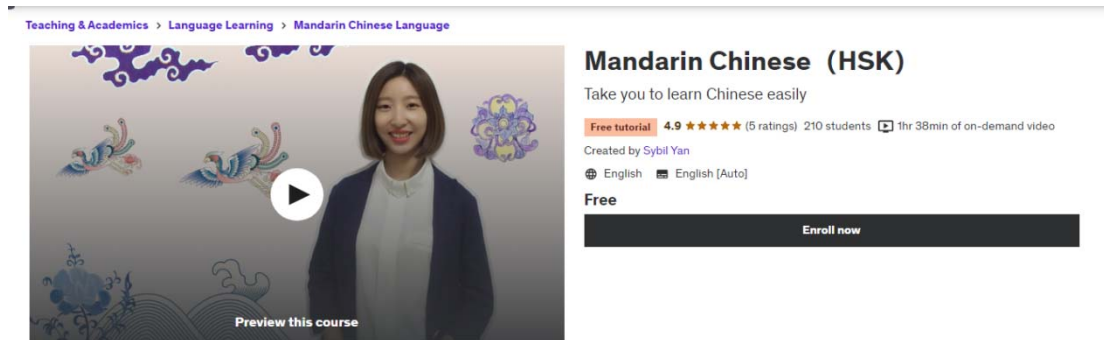 Teaching & Academics > Language Learning > Mandarin Chinese Language
Mandarin Chinese（HSK）
Take you to learn Chinese easily
Free tutorial 4.9 ★★★★★ (5 ratings) 210 students 1hr 38min of on-demand video
Created by Sybil Yan
English English [Auto]
Free
Enroll now
Preview this course